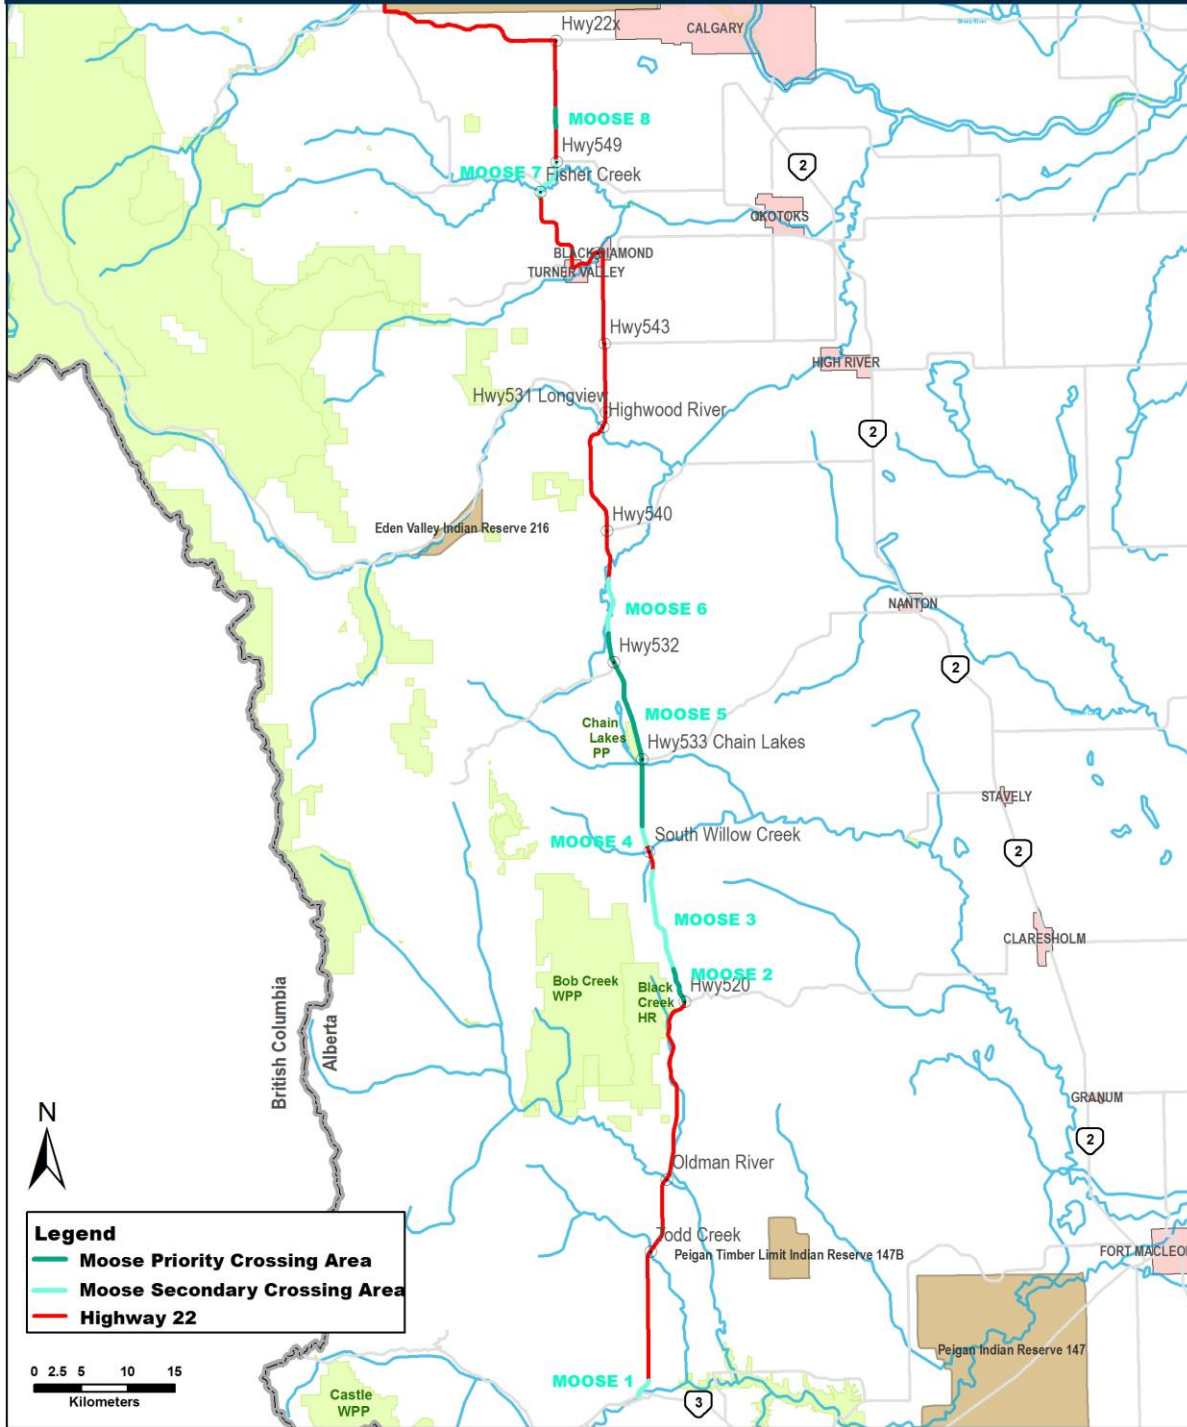 Hwy22x
CALGARY
MOOSE 8
Hwy549
MOOSE 7
Fisher Creek
2
OKOTOKS
BLACK DIAMOND
TURNER VALLEY
Hwy543
HIGH RIVER
Hwy531 Longview
Highwood River
2
Hwy540
Eden Valley Indian Reserve 216
NANTON
MOOSE 6
Hwy532
2
MOOSE 5
Chain
Lakes
PP
Hwy533 Chain Lakes
STAVELY
South Willow Creek
MOOSE 4
2
MOOSE 3
CLARESHOLM
MOOSE 2
Hwy520
Bob Creek
WPP
Black
Creek
HR
British Columbia
Alberta
GRANUM
N
2
Oldman River
Todd Creek
Peigan Timber Limit Indian Reserve 147B
FORT MACLEO
Legend
Moose Priority Crossing Area
Moose Secondary Crossing Area
Highway 22
Peigan Indian Reserve 147
0 2.5 5 10 15
Kilometers
MOOSE 1
Castle
WPP
3